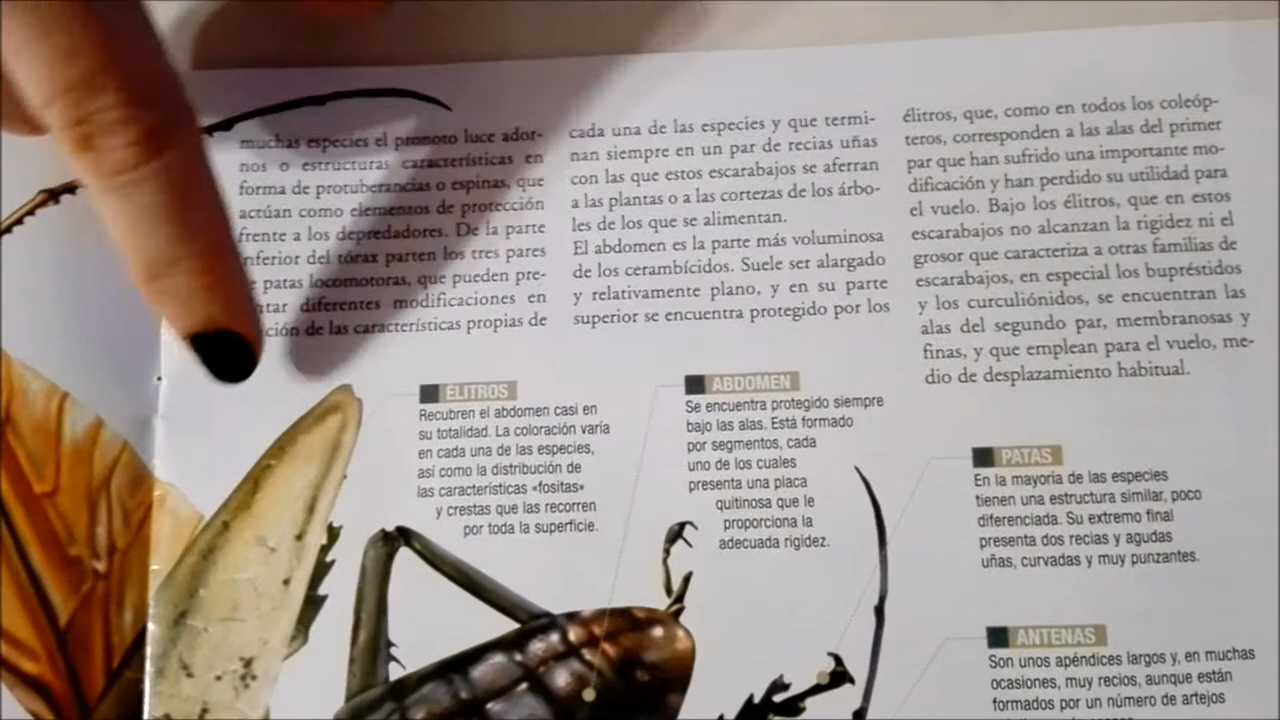 muchas especies el pronoto luce ador-
nos o estructuras características en
forma de protuberancias o espinas, que
actúan como elementos de protección
frente a los depredadores. De la parte
inferior del tórax parten los tres pares
patas locomotoras, que pueden pre-
diferentes modificaciones en
de las características propias de
cada una de las especies y que termi-
nan siempre en un par de recias uñas
con las que estos escarabajos se aferran
a las plantas o a las cortezas de los árbo-
les de los que se alimentan.
El abdomen es la parte más voluminosa
de los cerambícidos. Suele ser alargado
y relativamente plano, y en su parte
superior se encuentra protegido por los
élitros, que, como en todos los coleóp-
teros, corresponden a las alas del primer
par que han sufrido una importante mo-
dificación y han perdido su utilidad para
el vuelo. Bajo los élitros, que en estos
escarabajos no alcanzan la rigidez ni el
grosor que caracteriza a otras familias de
escarabajos, en especial los bupréstidos
y los curculiónidos, se encuentran las
alas del segundo par, membranosas y
finas, y que emplean para el vuelo, me-
dio de desplazamiento habitual.
ÉLITROS
Recubren el abdomen casi en
su totalidad. La coloración varía
en cada una de las especies,
así como la distribución de
las características «fositas»
y crestas que las recorren
por toda la superficie.
ABDOMEN
Se encuentra protegido siempre
bajo las alas. Está formado
por segmentos, cada
uno de los cuales
presenta una placa
quitinosa que le
proporciona la
adecuada rigidez.
PATAS
En la mayoría de las especies
tienen una estructura similar, poco
diferenciada. Su extremo final
presenta dos recias y agudas
uñas, curvadas y muy punzantes.
ANTENAS
Son unos apéndices largos y, en muchas
ocasiones, muy recios, aunque están
formados por un número de artejos